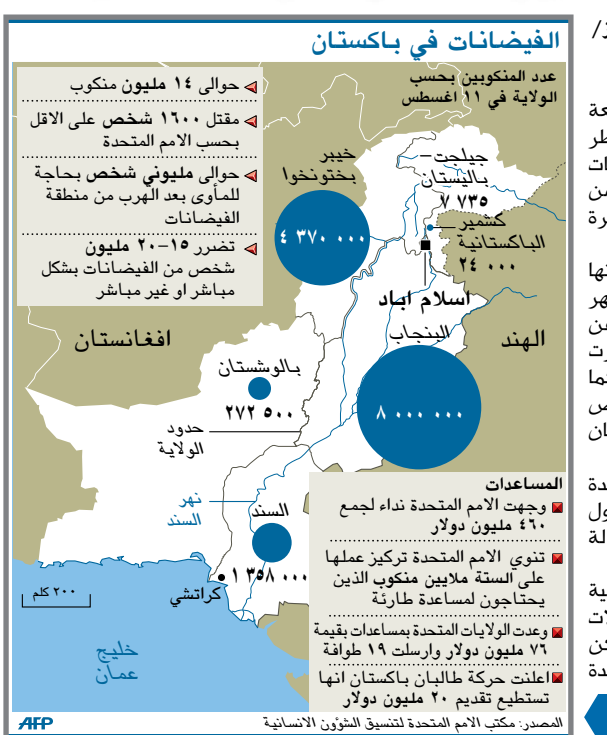 الفيضانات في باكستان
عدد المنكوبين بحسب
الولاية في ١١ اغسطس
حوالى ١٤ مليون منكوب
مقتل ١٦٠٠ شخص على الاقل
بحسب الامم المتحدة
حوالى مليوني شخص بحاجة
للمأوى بعد الهرب من منطقة
الفيضانات
تضرر ١٥-٢٠ مليون
شخص من الفيضانات بشكل
مباشر او غير مباشر
جيلجت–
بالتستان
٧ ٧٣٥
خيبر
بختونخوا
٤ ٣٧٠ ٠٠٠
كشمير
الباكستانية
٢٤ ٠٠٠
اسلام اباد
البنجاب
٨ ٠٠٠ ٠٠٠
الهند
افغانستان
بالوشستان
٢٧٢ ٥٠٠
حدود
الولاية
نهر
السند
السند
١ ٣٥٨ ٠٠٠
كراتشي
٢٠٠ كلم
خليج
عمان
المساعدات
وجهت الامم المتحدة نداء لجمع
٤٦٠ مليون دولار
تنوي الامم المتحدة تركيز عملها
على الستة ملايين منكوب الذين
يحتاجون لمساعدة طارئة
وعدت الولايات المتحدة بمساعدات بقيمة
٧٦ مليون دولار وارسلت ١٩ طوافة
اعلنت حركة طالبان باكستان انها
تستطيع تقديم ٢٠ مليون دولار
المصدر: مكتب الامم المتحدة لتنسيق الشؤون الانسانية
AFP